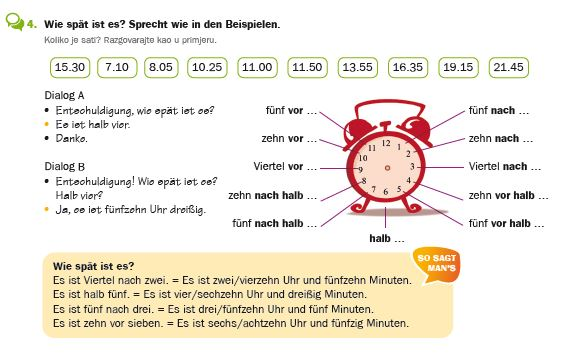 4. Wie spät ist es? Sprecht wie in den Beispielen.
Koliko je sati? Razgovarajte kao u primjeru.
15.30 7.10 8.05 10.25 11.00 11.50 13.55 16.35 19.15 21.45
Dialog A
• Entschuldigung, wie spät ist es?
• Es ist halb vier.
• Danke.
Dialog B
• Entschuldigung! Wie spät ist es?
Halb vier?
• Ja, es ist fünfzehn Uhr dreißig.
fünf vor ...
zehn vor ...
Viertel vor ...
zehn nach halb ...
fünf nach halb ...
12
1
2
3
4
5
6
7
8
9
10
11
fünf nach ...
zehn nach ...
Viertel nach ...
zehn vor halb ...
fünf vor halb ...
halb ...
SO SAGT
MAN'S
Wie spät ist es?
Es ist Viertel nach zwei. = Es ist zwei/vierzehn Uhr und fünfzehn Minuten.
Es ist halb fünf. = Es ist vier/sechzehn Uhr und dreißig Minuten.
Es ist fünf nach drei. = Es ist drei/fünfzehn Uhr und fünf Minuten.
Es ist zehn vor sieben. = Es ist sechs/achtzehn Uhr und fünfzig Minuten.